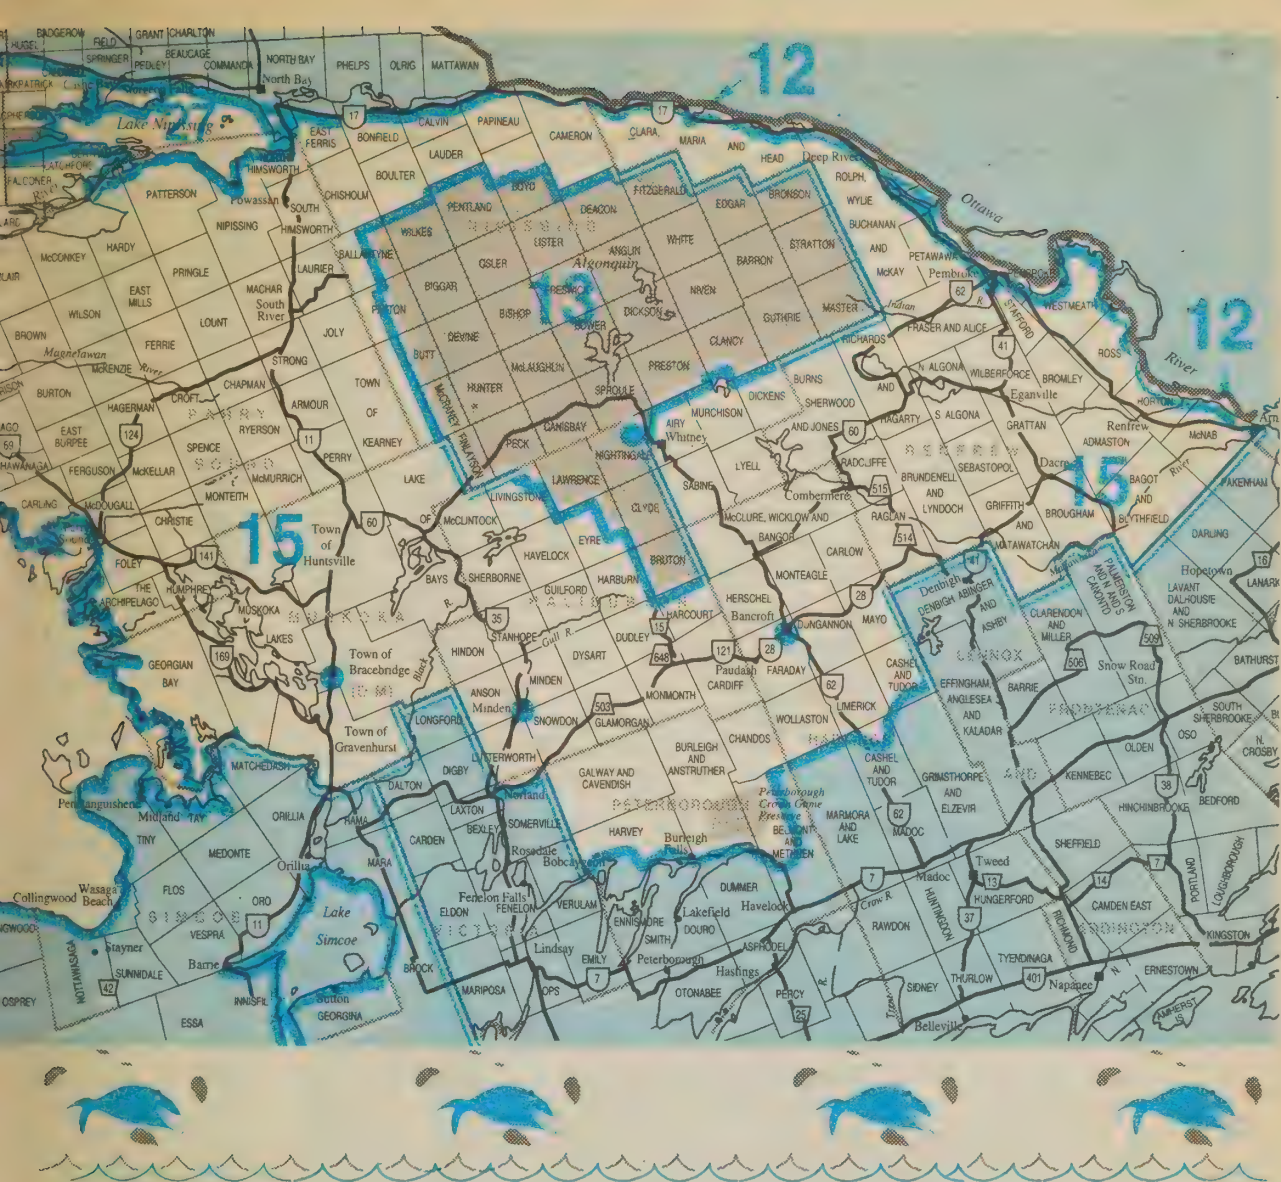 BADGEROW
GRANT
CHARLTON
HUGEL
FIELD
SPRINGER
PEDLEY
BEAUCAGE
COMMANDA
NORTH BAY
North Bay
PHELPS
OLRIG
MATTAWAN
12
Lake Nipissing
27
EAST
FERRIS
17
BONFIELD
CALVIN
PAPINEAU
CAMERON
CLARA,
17
MARIA
AND
HEAD
Deep River
LAUDER
BOULTER
CHISHOLM
HIMSWORTH
Powassan
SOUTH
HIMSWORTH
PATTERSON
NIPISSING
PENTLAND
BOYD
FITZGERALD
DEACON
EDGAR
BRONSON
ROLPH,
WYLIE
BUCHANAN
AND
McKAY
PETAWAWA
Pembroke
Ottawa
River
12
WILKES
LISTER
ANGLIN
WHITE
STRATTON
BARRON
OSLER
Algonquin
13
BIGGAR
BISHOP
FRESWICK
DICKSON
NIVEN
GUTHRIE
MASTER
Indian
R.
BOWER
DEVINE
McLAUGHLIN
HUNTER
BUTT
McCRANEY
FINLAYSON
PECK
CANISBAY
SPROULE
PRESTON
CLANCY
NIGHTINGALE
LAWRENCE
CLYDE
BRUTON
LIVINGSTONE
McCLINTOCK
EYRE
HAVELOCK
SHERBORNE
GUILFORD
HARBURN
HARCOURT
BALLANTYNE
PAXTON
LAURIER
MACHAR
South
River
JOLY
STRONG
TOWN
OF
KEARNEY
ARMOUR
11
PERRY
LAKE
OF
BAYS
60
HARDY
McCONKEY
EAST
MILLS
PRINGLE
WILSON
LOUNT
BROWN
FERRIE
Magnetawan
River
McKENZIE
BURTON
CROFT
CHAPMAN
HAGERMAN
124
PARRY
SOUND
RYERSON
SPENCE
EAST
BURPEE
69
FERGUSON
McKELLAR
McMURRICH
MONTEITH
CARLING
McDOUGALL
CHRISTIE
141
FOLEY
HUMPHREY
THE
ARCHIPELAGO
15
Town
of
Huntsville
MUSKOKA
LAKES
MUSKOKA
169
GEORGIAN
BAY
Town of
Bracebridge
(D M)
Black
R.
Town of
Gravenhurst
MATCHEDASH
LONGFORD
DIGBY
DALTON
RAMA
MARA
CARDEN
LAXTON
BEXLEY
SOMERVILLE
Norland
Rosedale
Bobcaygeon
Fenelon Falls
FENELON
ELDON
VICTORIA
VERULAM
Lindsay
EMILY
7
OPS
MARIPOSA
BROCK
Penetanguishene
Midland
TAY
TINY
ORILLIA
Orillia
MEDONTE
FLOS
ORO
11
SIMCOE
VESPRA
Barrie
Lake
Simcoe
Sutton
GEORGINA
INNISFIL
ESSA
Collingwood
Wasaga
Beach
Stayner
SUNNIDALE
NOTTAWASAGA
42
OSPREY
35
STANHOPE
Gull R.
HINDON
ANSON
Minden
MINDEN
SNOWDON
LUTTERWORTH
DYSART
DUDLEY
15
648
121
28
Paudash
CARDIFF
MONMOUTH
503
GLAMORGAN
HERSCHEL
Bancroft
DUNGANNON
FARADAY
62
MAYO
28
LIMERICK
WOLLASTON
CHANDOS
BURLEIGH
AND
ANSTRUTHER
GALWAY AND
CAVENDISH
PETERBOROUGH
HARVEY
Burleigh
Falls
Peterborough
Crown Game
Preserve
BELMONT
AND
METHUEN
DUMMER
Havelock
Lakefield
DOURO
ENNISMORE
SMITH
Peterborough
ASPHODEL
Hastings
OTONABEE
PERCY
R.
25
7
Crow R.
RAWDON
SIDNEY
Belleville
AIRY
Whitney
MURCHISON
DICKENS
BURNS
SHERWOOD
AND JONES
LYELL
SABINE
Combermere
McCLURE, WICKLOW AND
BANGOR
CARLOW
MONTEAGLE
RICHARDS
AND
HAGARTY
60
RADCLIFFE
515
RAGLAN
514
BRUNDENELL
AND
LYNDOCH
SEBASTOPOL
S ALGONA
N ALGONA
WILBERFORCE
FRASER AND ALICE
62
41
STAFFORD
WESTMEATH
ROSS
BROMLEY
Eganville
GRATTAN
RENFREW
Renfrew
HORTON
ADMASTON
McNAB
River
Dacre
15
BAGOT
AND
BLYTHFIELD
BROUGHAM
GRIFFITH
AND
MATAWATCHAN
PAKENHAM
DARLING
16
Hopetown
LANARK
LAVANT
DALHOUSIE
AND
N. SHERBROOKE
BATHURST
PALMERSTON
AND N. AND S
CANONTO
CLARENDON
AND
MILLER
509
506
Snow Road
Stn.
FRONTENAC
41
Denbigh
DENBIGH ABINGER
AND
ASHBY
LENNOX
EFFINGHAM,
ANGLESEA
AND
KALADAR
BARRIE
CASHEL
AND
TUDOR
CASHEL
AND
TUDOR
GRIMSTHORPE
AND
ELZEVIR
AND
MARMORA
AND
LAKE
62
MADOC
Madoc
Tweed
13
HUNGERFORD
37
HUNTINGDON
THURLOW
TYENDINAGA
401
Napanee
RICHMOND
14
7
SHEFFIELD
CAMDEN EAST
ADDINGTON
ERNESTOWN
KINGSTON
AMHERST
IS.
PORTLAND
LOUGHBOROUGH
HINCHINBROOKE
38
BEDFORD
KENNEBEC
OLDEN
OSO
SOUTH
SHERBROOKE
N.
CROSBY